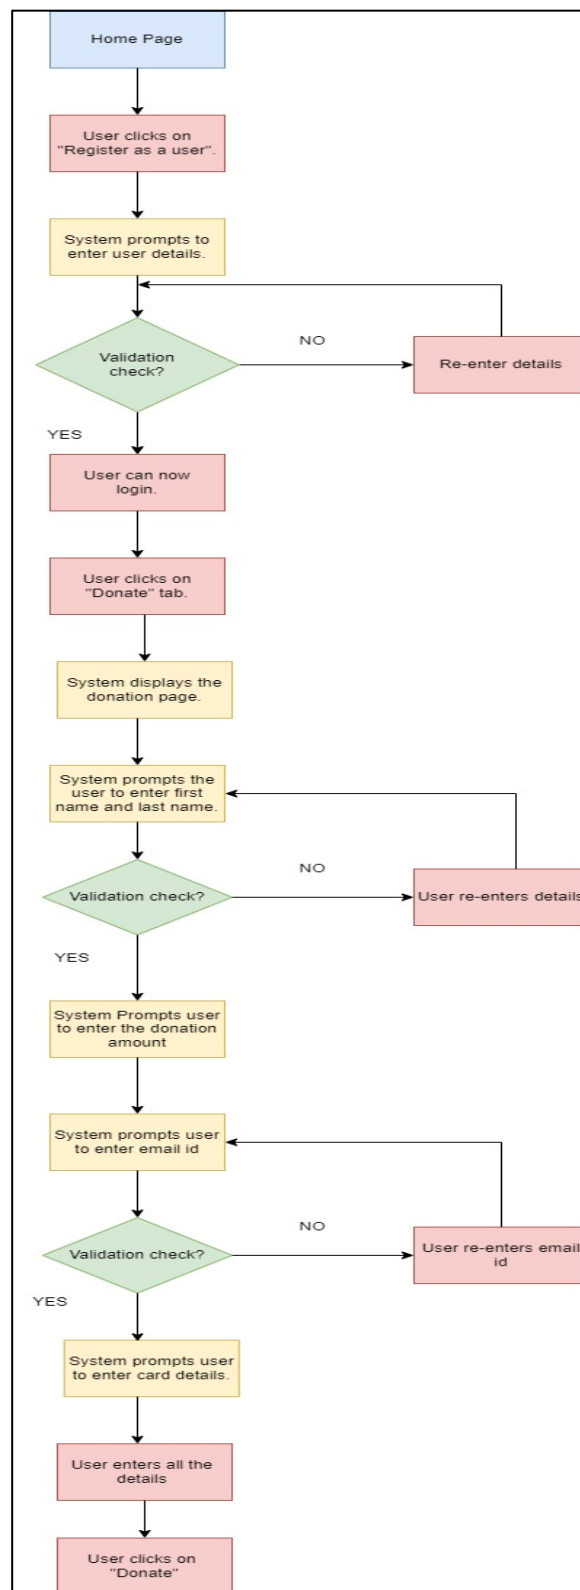 Home Page
User clicks on
"Register as a user".
System prompts to
enter user details.
Validation
check?
NO
Re-enter details
YES
User can now
login.
User clicks on
"Donate" tab.
System displays the
donation page.
System prompts the
user to enter first
name and last name.
Validation check?
NO
User re-enters details
YES
System Prompts user
to enter the donation
amount
System prompts user
to enter email id
Validation check?
NO
User re-enters email
id
YES
System prompts user
to enter card details.
User enters all the
details
User clicks on
"Donate"